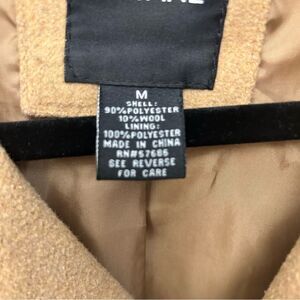 M
SHELL:
90%POLYESTER
10%WOOL
LINING:
100%POLYESTER
MADE IN CHINA
RN#57686
SEE REVERSE
FOR CARE